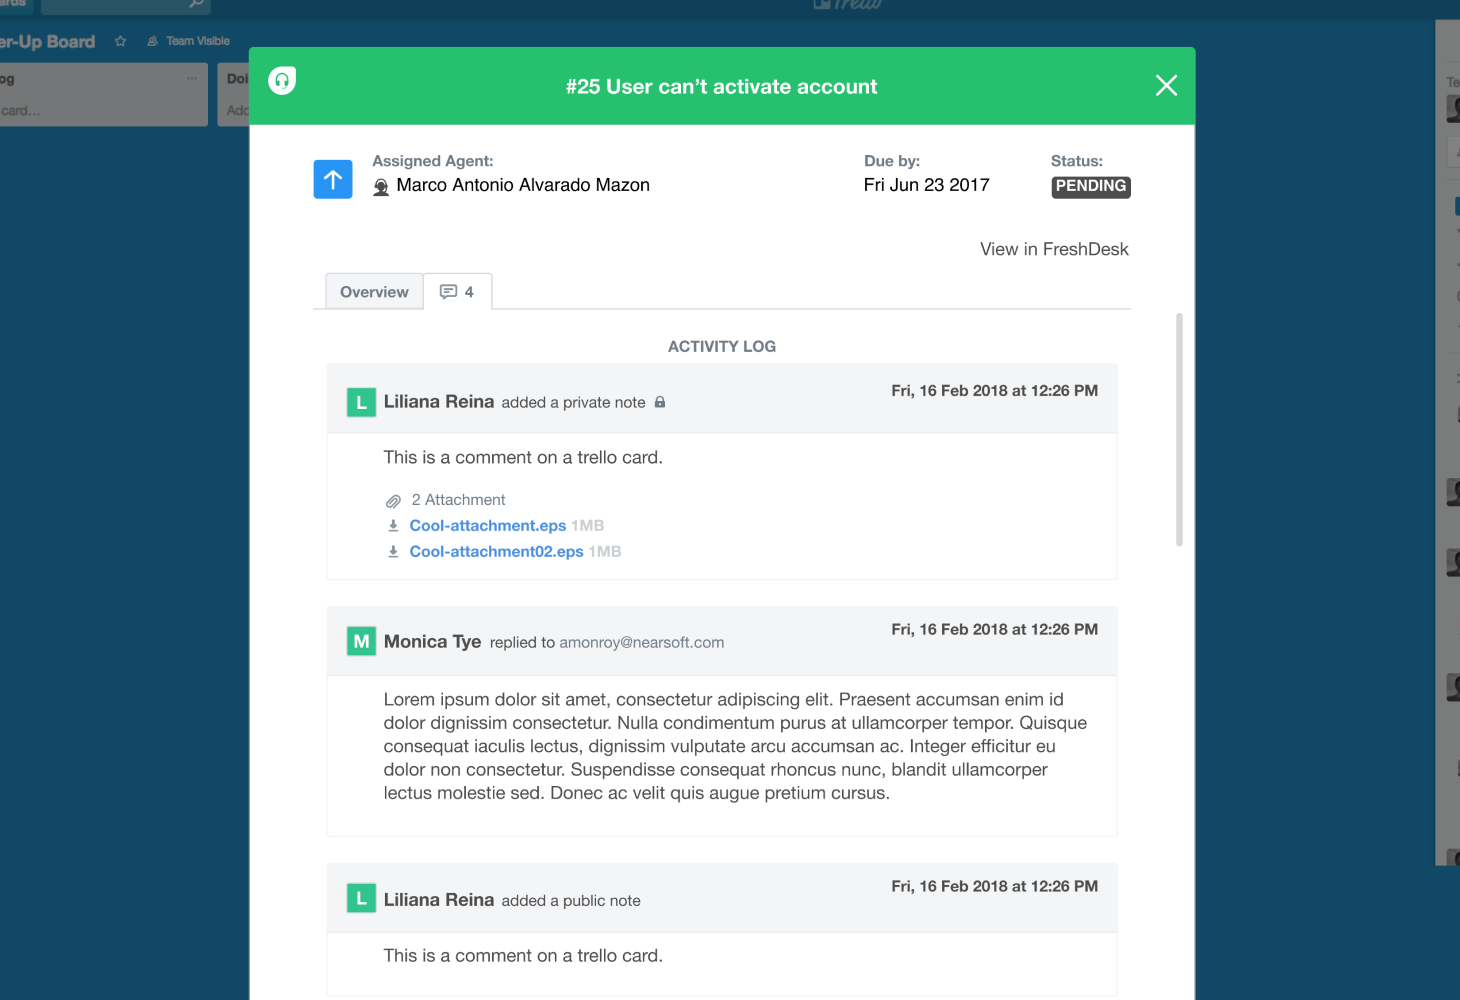 er-Up Board
Team Visible
Trello
#25 User can’t activate account
og
Doi
card...
Add
Assigned Agent:
Marco Antonio Alvarado Mazon
Due by:
Fri Jun 23 2017
Status:
PENDING
View in FreshDesk
Overview
4
ACTIVITY LOG
L
Liliana Reina added a private note
Fri, 16 Feb 2018 at 12:26 PM
This is a comment on a trello card.
2 Attachment
Cool-attachment.eps 1MB
Cool-attachment02.eps 1MB
M
Monica Tye replied to amonroy@nearsoft.com
Fri, 16 Feb 2018 at 12:26 PM
Lorem ipsum dolor sit amet, consectetur adipiscing elit. Praesent accumsan enim id
dolor dignissim consectetur. Nulla condimentum purus at ullamcorper tempor. Quisque
consequat iaculis lectus, dignissim vulputate arcu accumsan ac. Integer efficitur eu
dolor non consectetur. Suspendisse consequat rhoncus nunc, blandit ullamcorper
lectus molestie sed. Donec ac velit quis augue pretium cursus.
L
Liliana Reina added a public note
Fri, 16 Feb 2018 at 12:26 PM
This is a comment on a trello card.